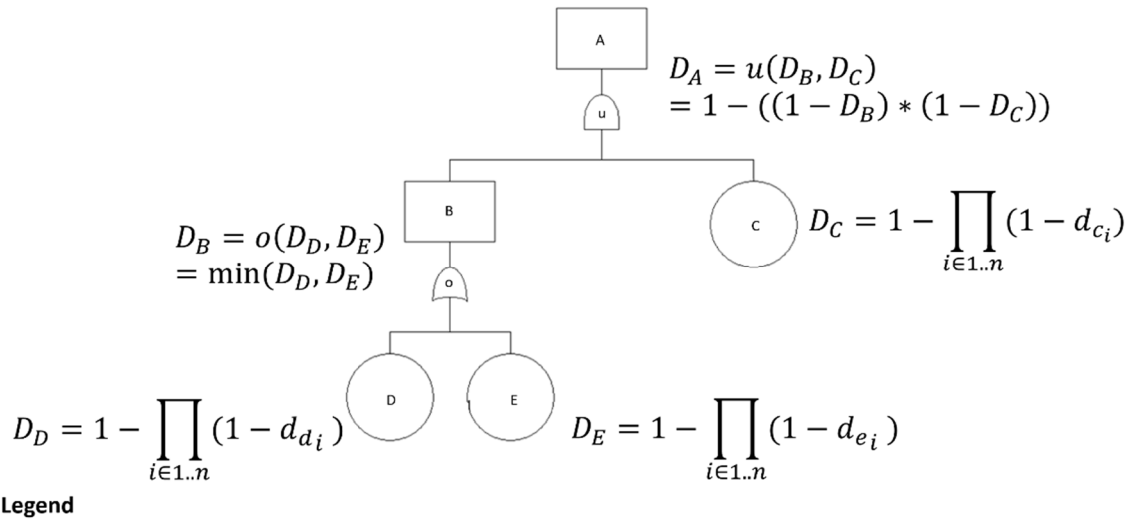 A
D_A = u(D_B, D_C)
= 1 − ((1 − D_B) ∗ (1 − D_C))
u
B
C
D_C = 1 − ∏_{i∈1..n} (1 − d_{c_i})
D_B = o(D_D, D_E)
= min(D_D, D_E)
o
D
E
D_D = 1 − ∏_{i∈1..n} (1 − d_{d_i})
D_E = 1 − ∏_{i∈1..n} (1 − d_{e_i})
Legend